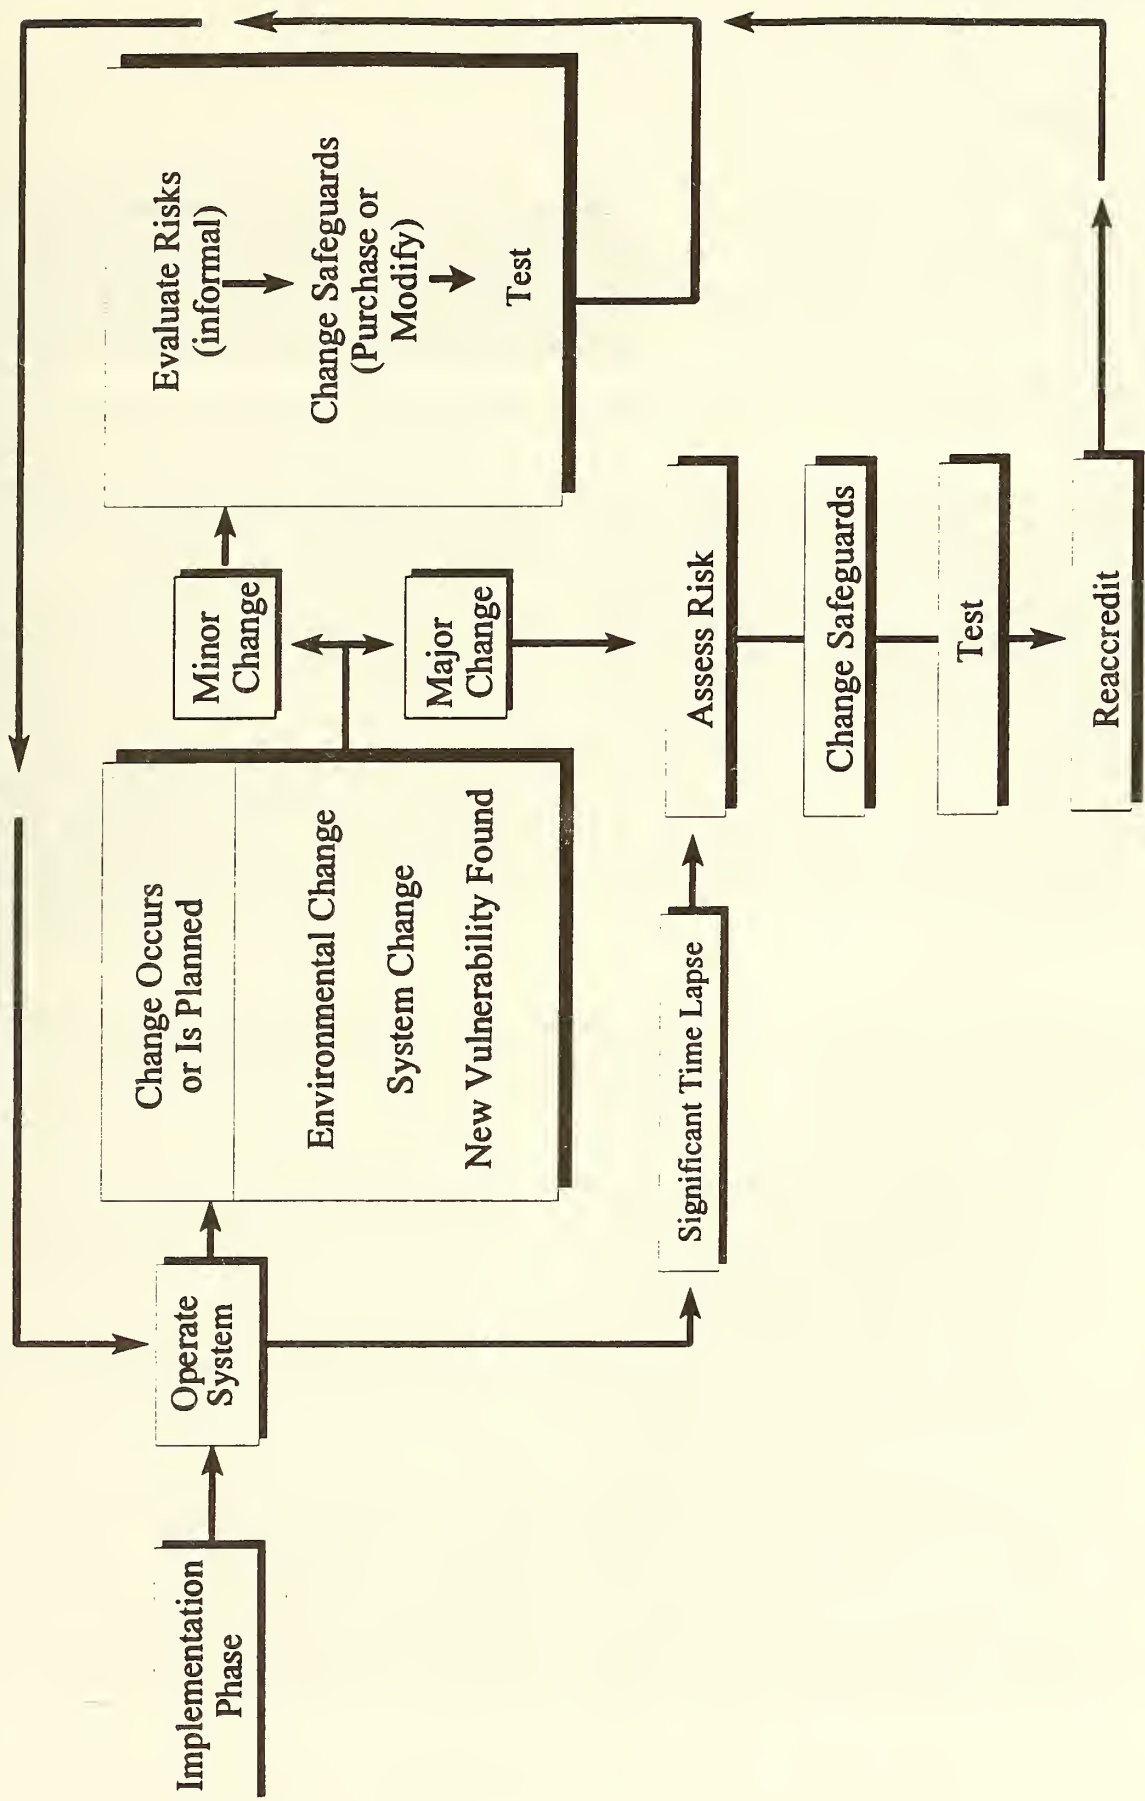 Implementation
Phase
Operate
System
Change Occurs
or Is Planned
Environmental Change
System Change
New Vulnerability Found
Minor
Change
Major
Change
Evaluate Risks
(informal)
Change Safeguards
(Purchase or
Modify)
Test
Significant Time Lapse
Assess Risk
Change Safeguards
Test
Reaccredit